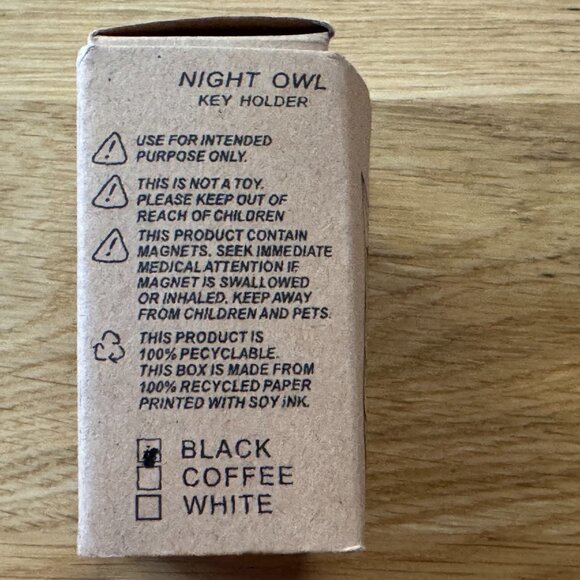 NIGHT OWL
KEY HOLDER
USE FOR INTENDED
PURPOSE ONLY.
THIS IS NOT A TOY.
PLEASE KEEP OUT OF
REACH OF CHILDREN
THIS PRODUCT CONTAIN
MAGNETS. SEEK IMMEDIATE
MEDICAL ATTENTION IF
MAGNET IS SWALLOWED
OR INHALED. KEEP AWAY
FROM CHILDREN AND PETS.
THIS PRODUCT IS
100% PECYCLABLE.
THIS BOX IS MADE FROM
100% RECYCLED PAPER
PRINTED WITH SOY iNK.
BLACK
COFFEE
WHITE